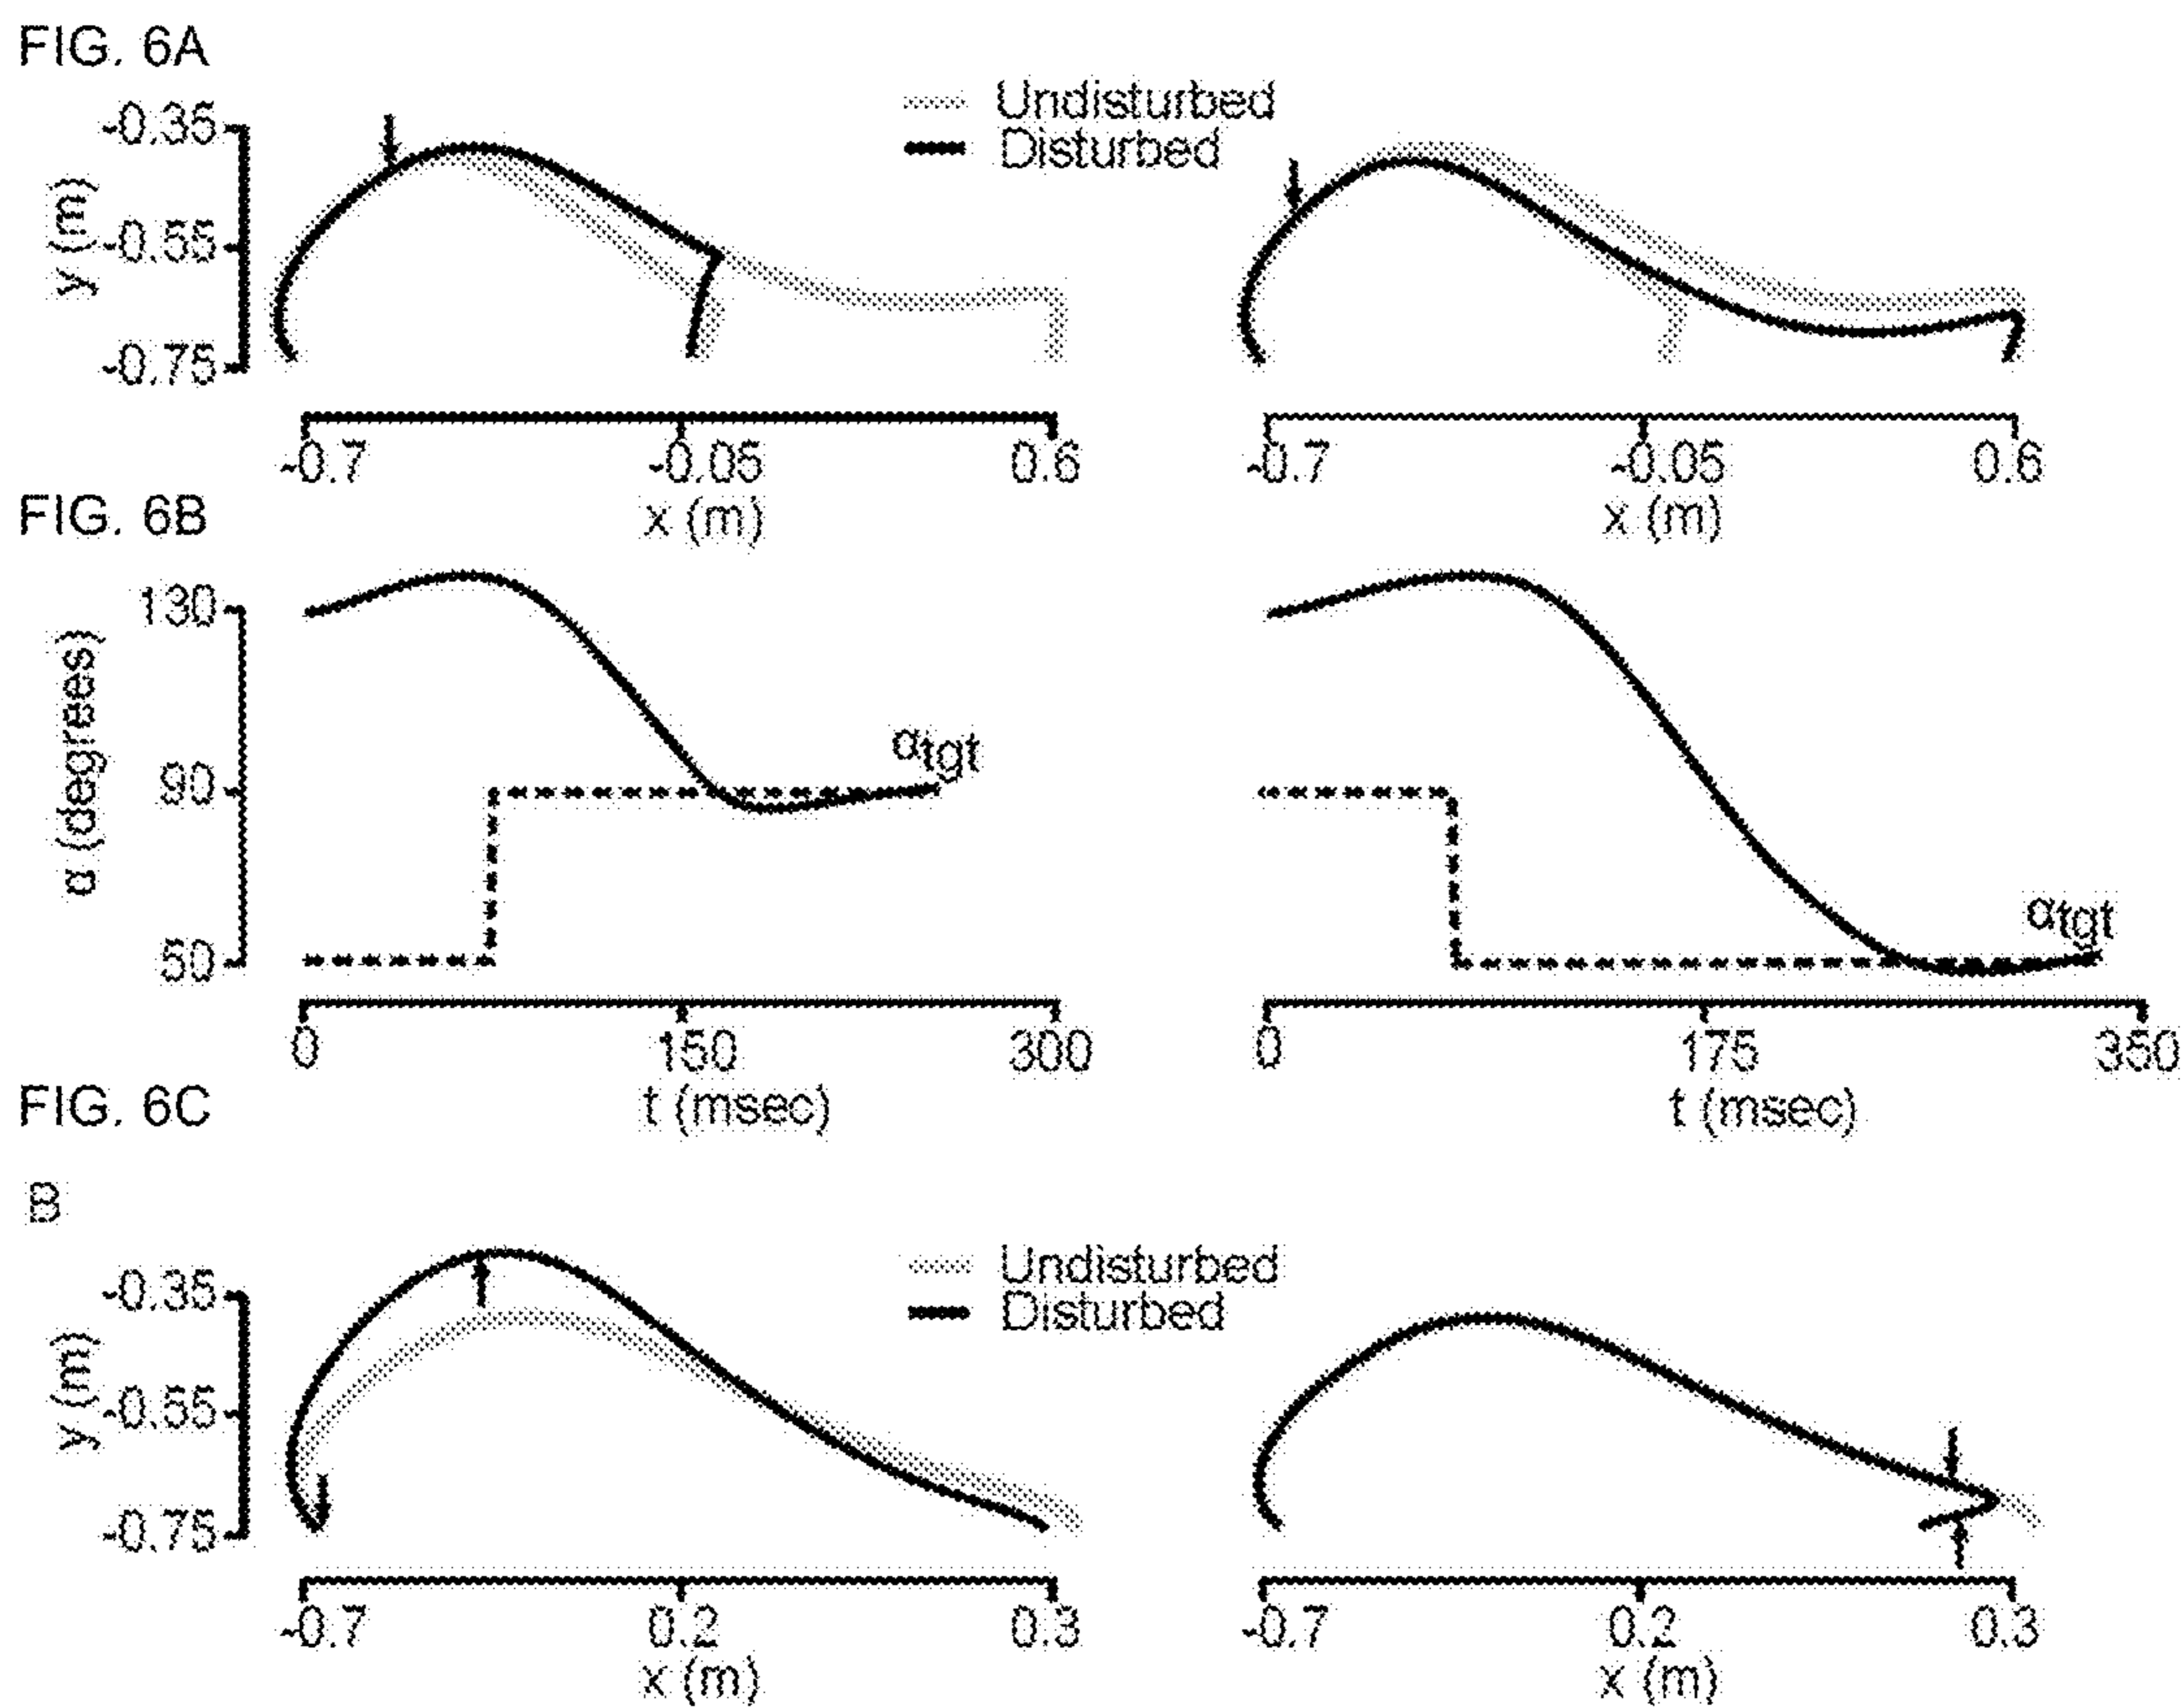 FIG. 6A
Undisturbed
Disturbed
y (m)
-0.35
-0.55
-0.75
-0.7
-0.05
0.6
x (m)
-0.7
-0.05
0.6
x (m)
FIG. 6B
α (degrees)
130
90
50
αtgt
0
150
300
t (msec)
αtgt
0
175
350
t (msec)
FIG. 6C
B
Undisturbed
Disturbed
y (m)
-0.35
-0.55
-0.75
-0.7
0.2
0.3
x (m)
-0.7
0.2
0.3
x (m)